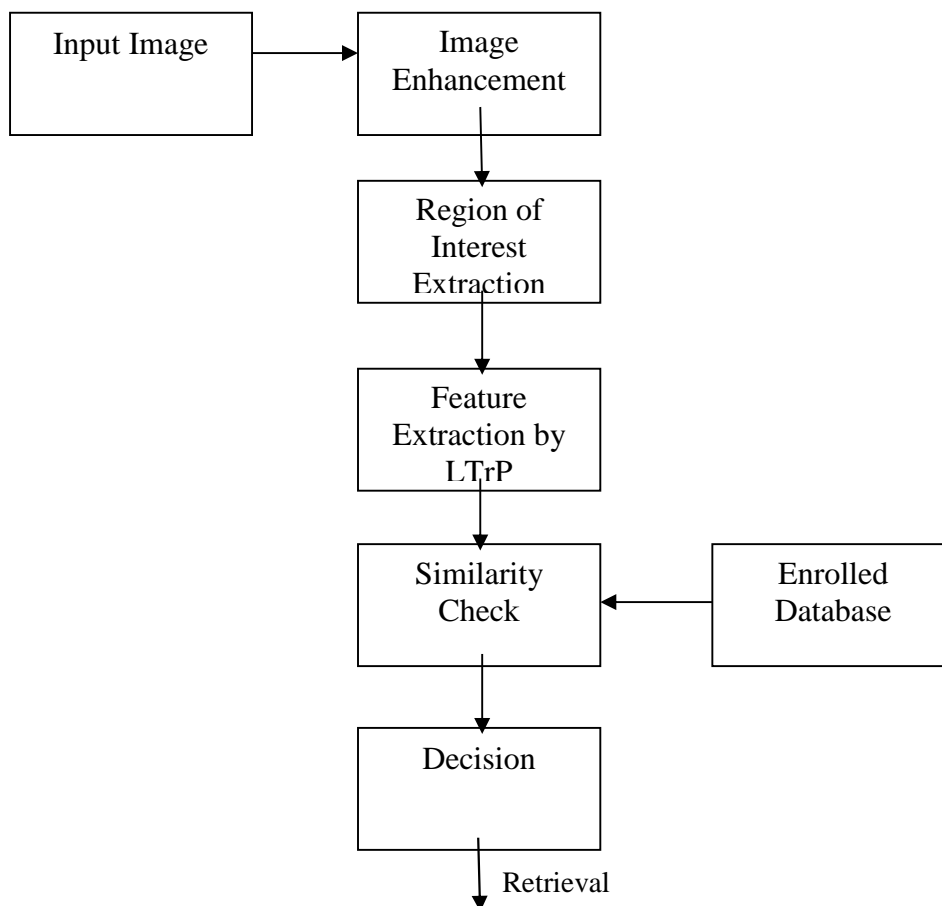 Input Image
Image
Enhancement
Region of
Interest
Extraction
Feature
Extraction by
LTrP
Similarity
Check
Enrolled
Database
Decision
Retrieval